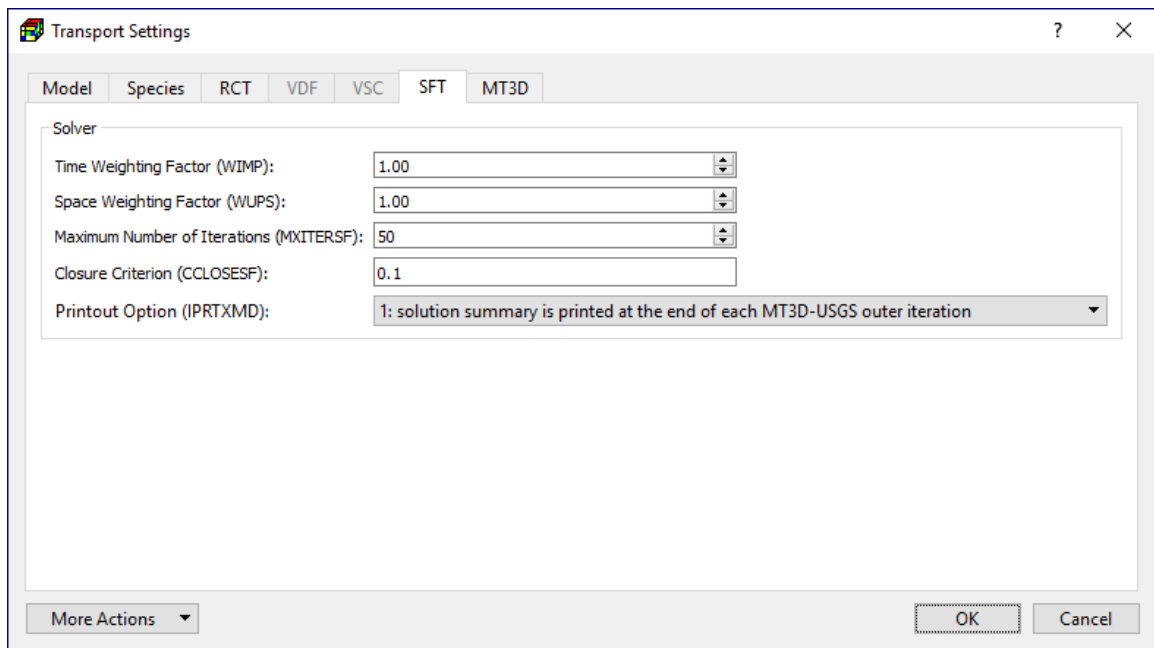 Transport Settings ?
Model Species RCT VDF VSC SFT MT3D
Solver
Time Weighting Factor (WIMP): 1.00
Space Weighting Factor (WUPS): 1.00
Maximum Number of Iterations (MXITERSF): 50
Closure Criterion (CCLOSESF): 0.1
Printout Option (IPRTXMD): 1: solution summary is printed at the end of each MT3D-USGS outer iteration
More Actions OK Cancel